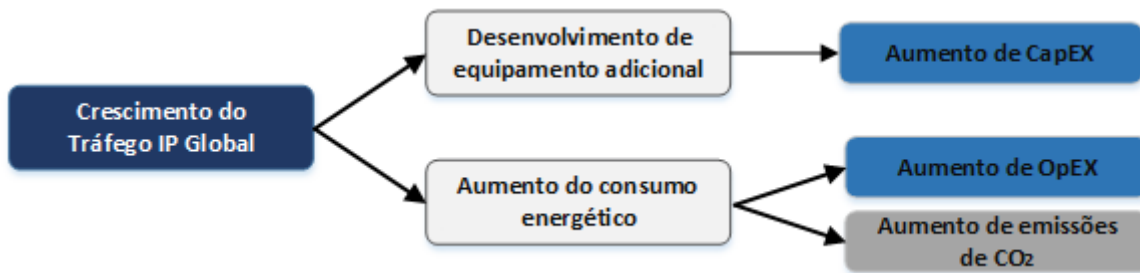 Crescimento do
Tráfego IP Global
Desenvolvimento de
equipamento adicional
Aumento de CapEX
Aumento do consumo
energético
Aumento de OpEX
Aumento de emissões
de CO₂